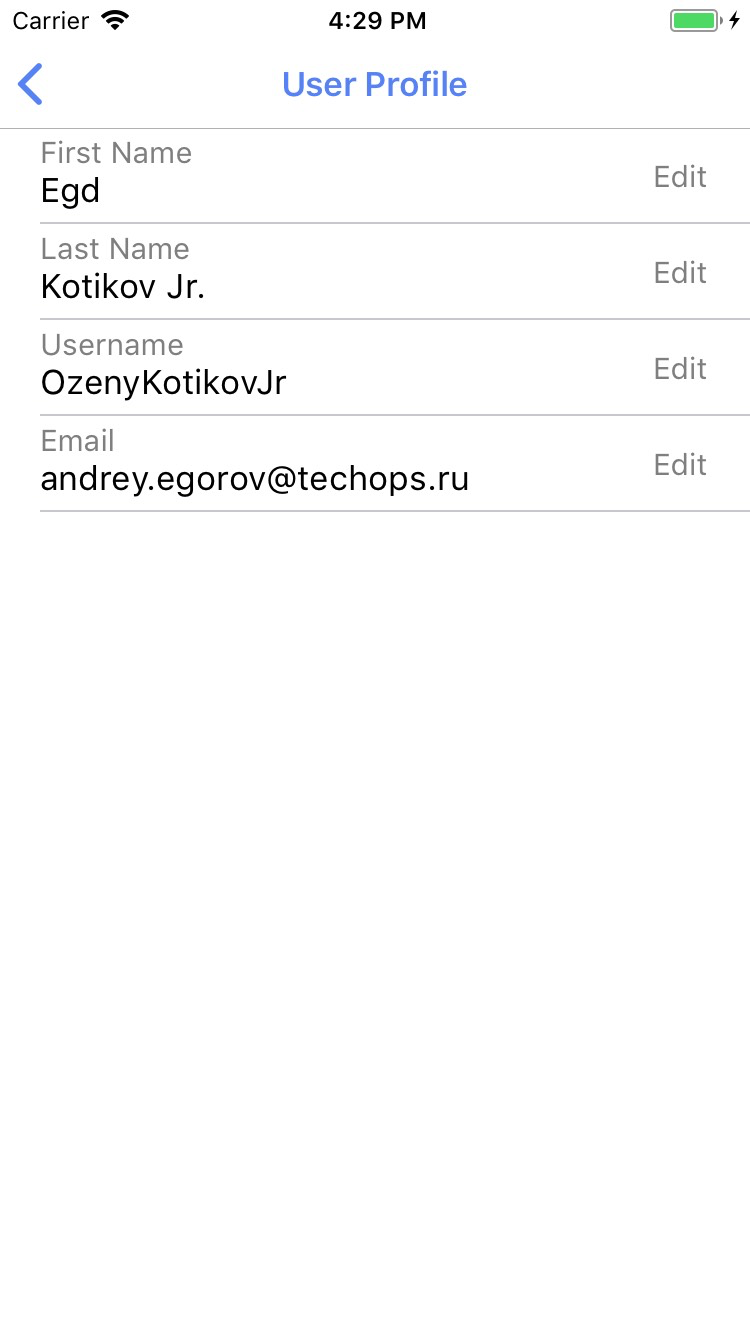 Carrier 4:29 PM
User Profile
First Name
Egd
Edit
Last Name
Kotikov Jr.
Edit
Username
OzenyKotikovJr
Edit
Email
andrey.egorov@techops.ru
Edit